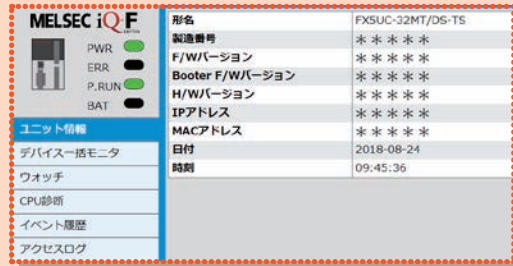 MELSEC iQ-F
PWR
ERR
P.RUN
BAT
ユニット情報
デバイス一括モニタ
ウォッチ
CPU診断
イベント履歴
アクセスログ
形名 FX5UC-32MT/DS-TS
製造番号 *****
F/Wバージョン *****
Booter F/Wバージョン *****
H/Wバージョン *****
IPアドレス *****
MACアドレス *****
日付 2018-08-24
時刻 09:45:36